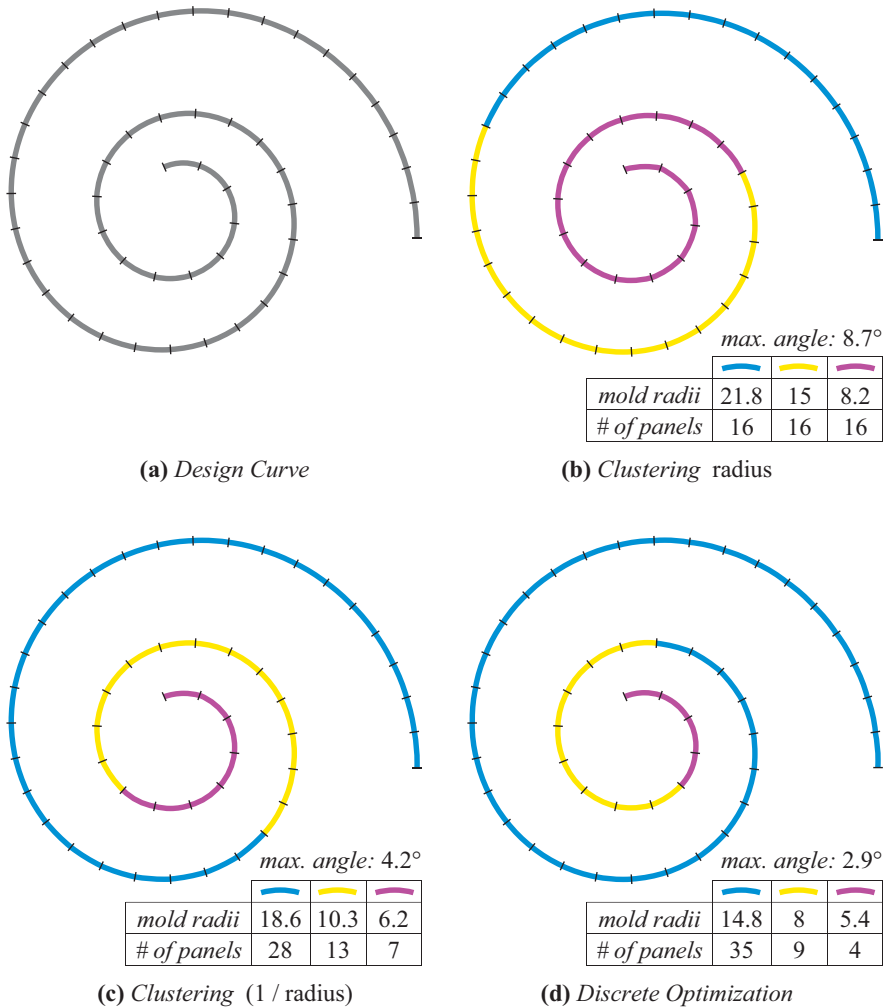 max. angle: 8.7°
mold radii 21.8 15 8.2
# of panels 16 16 16
(a) Design Curve
(b) Clustering radius
max. angle: 4.2°
mold radii 18.6 10.3 6.2
# of panels 28 13 7
max. angle: 2.9°
mold radii 14.8 8 5.4
# of panels 35 9 4
(c) Clustering (1 / radius)
(d) Discrete Optimization